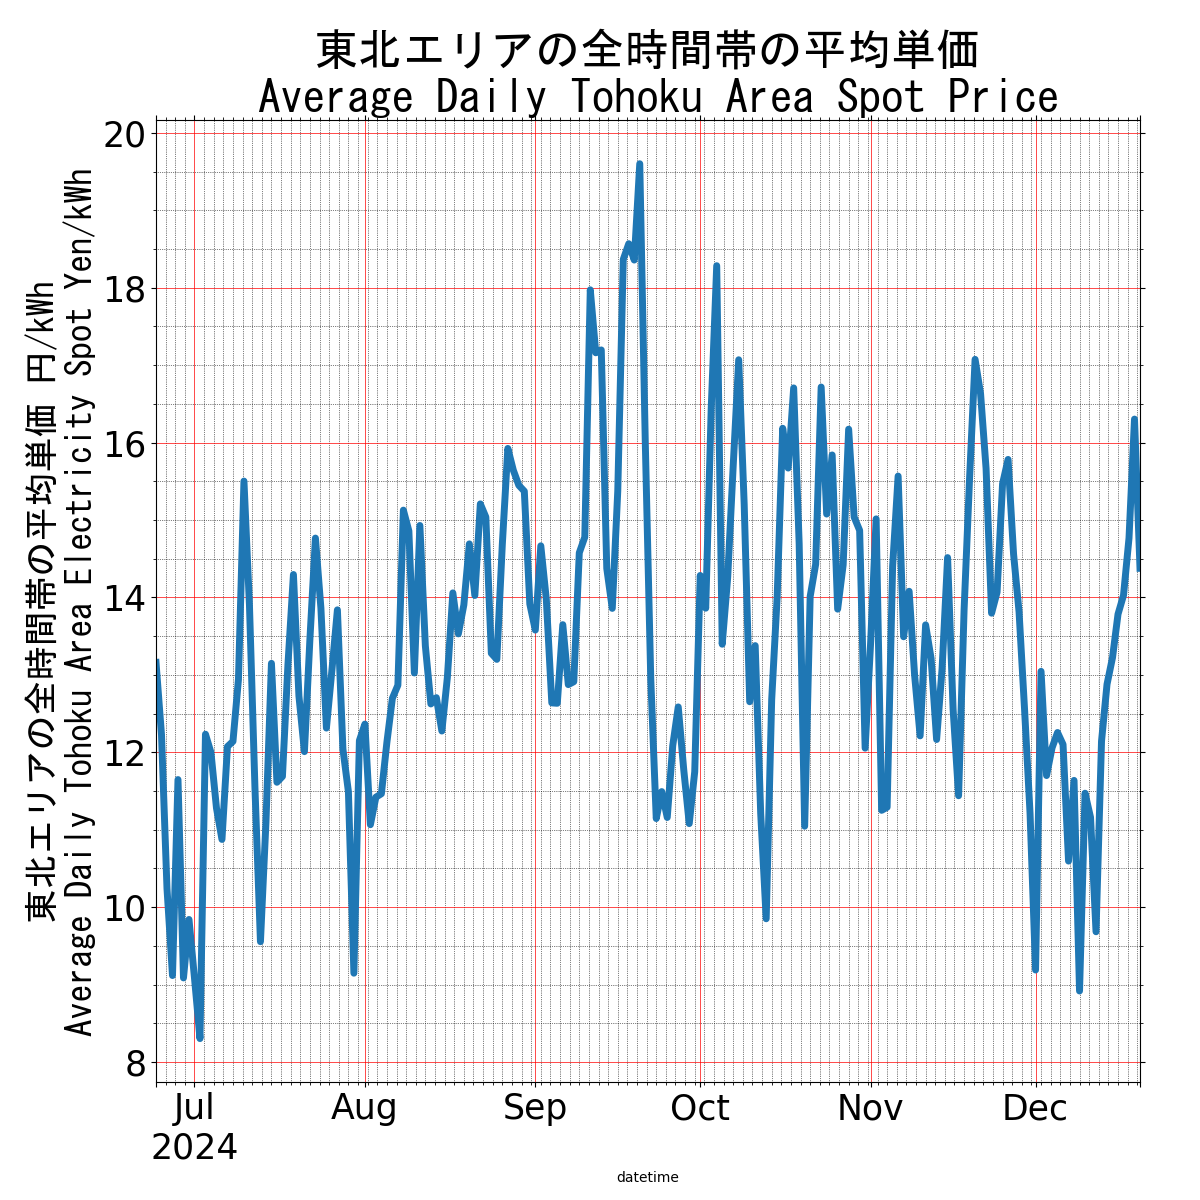 東北エリアの全時間帯の平均単価
Average Daily Tohoku Area Spot Price
東北エリアの全時間帯の平均単価 円/kWh
Average Daily Tohoku Area Electricity Spot Yen/kWh
20
18
16
14
12
10
8
Jul Aug Sep Oct Nov Dec
2024
datetime